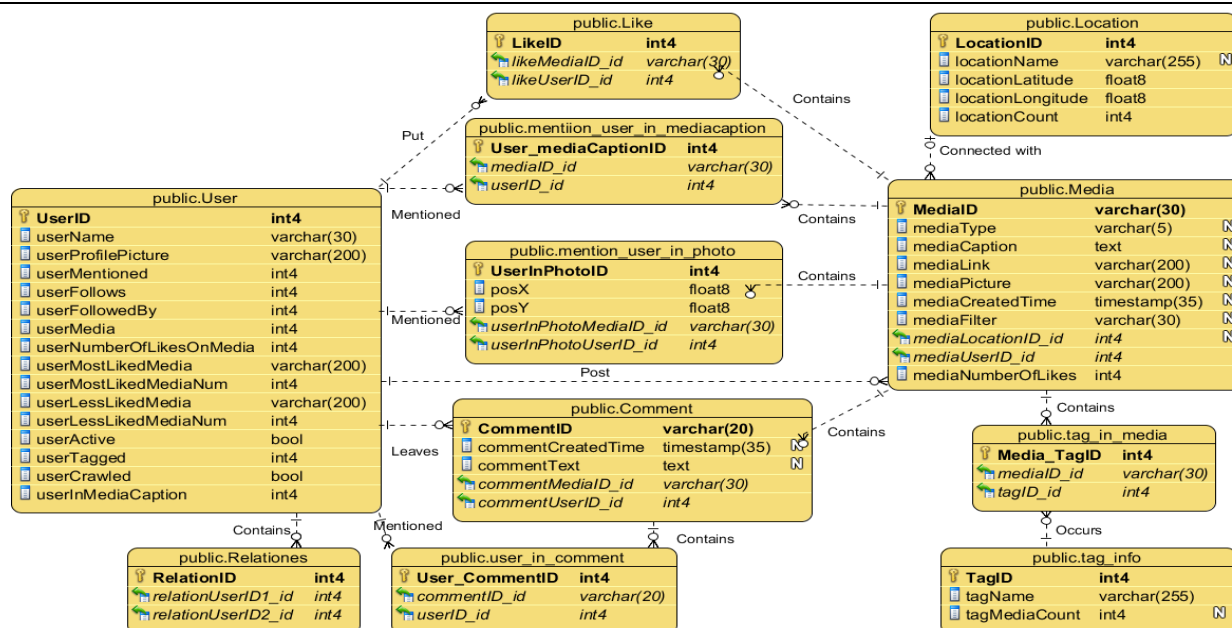 public.Like
LikeID int4
likeMediaID_id varchar(30)
likeUserID_id int4
public.Location
LocationID int4
locationName varchar(255) N
locationLatitude float8
locationLongitude float8
locationCount int4
Contains
Put
Connected with
public.mentiion_user_in_mediacaption
User_mediaCaptionID int4
mediaID_id varchar(30)
userID_id int4
Mentioned
Contains
public.User
UserID int4
userName varchar(30)
userProfilePicture varchar(200)
userMentioned int4
userFollows int4
userFollowedBy int4
userMedia int4
userNumberOfLikesOnMedia int4
userMostLikedMedia varchar(200)
userMostLikedMediaNum int4
userLessLikedMedia varchar(200)
userLessLikedMediaNum int4
userActive bool
userTagged int4
userCrawled bool
userInMediaCaption int4
public.mention_user_in_photo
UserInPhotoID int4
posX float8
posY float8
userInPhotoMediaID_id varchar(30)
userInPhotoUserID_id int4
Mentioned
Contains
public.Media
MediaID varchar(30)
mediaType varchar(5) N
mediaCaption text N
mediaLink varchar(200) N
mediaPicture varchar(200) N
mediaCreatedTime timestamp(35) N
mediaFilter varchar(30) N
mediaLocationID_id int4 N
mediaUserID_id int4
mediaNumberOfLikes int4
Post
public.Comment
CommentID varchar(20)
commentCreatedTime timestamp(35) N
commentText text N
commentMediaID_id varchar(30)
commentUserID_id int4
Leaves
Contains
Contains
public.tag_in_media
Media_TagID int4
mediaID_id varchar(30)
tagID_id int4
Contains
Mentioned
Contains
Occurs
public.Relationes
RelationID int4
relationUserID1_id int4
relationUserID2_id int4
public.user_in_comment
User_CommentID int4
commentID_id varchar(20)
userID_id int4
public.tag_info
TagID int4
tagName varchar(255)
tagMediaCount int4 N